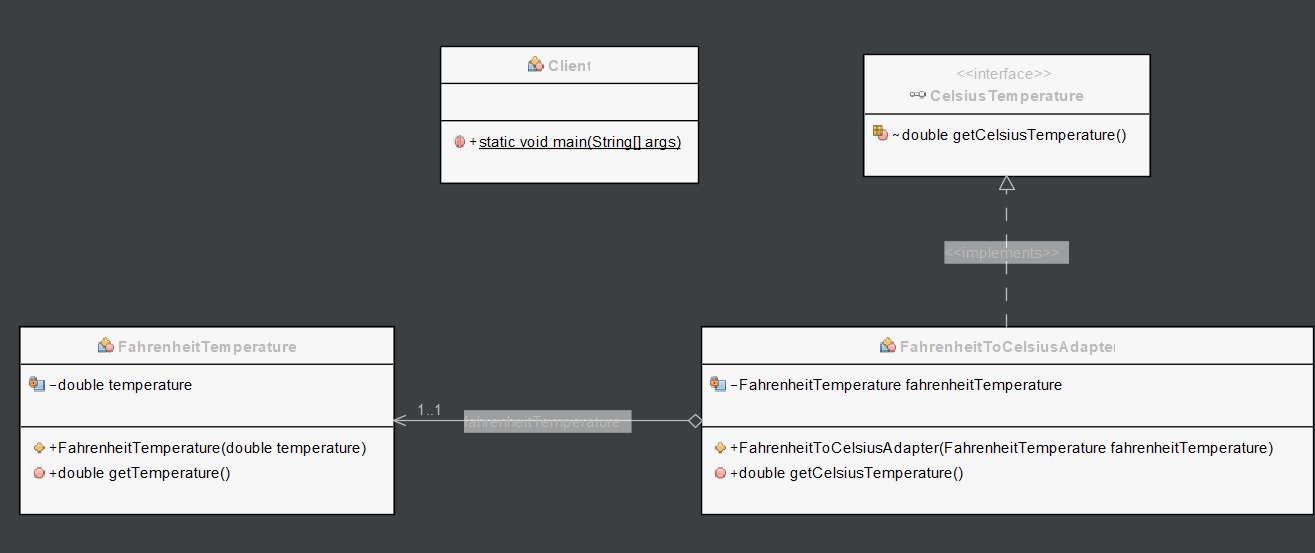 Client
+static void main(String[] args)
<<interface>>
CelsiusTemperature
~double getCelsiusTemperature()
<<implements>>
FahrenheitTemperature
-double temperature
+FahrenheitTemperature(double temperature)
+double getTemperature()
1..1
fahrenheitTemperature
FahrenheitToCelsiusAdapter
-FahrenheitTemperature fahrenheitTemperature
+FahrenheitToCelsiusAdapter(FahrenheitTemperature fahrenheitTemperature)
+double getCelsiusTemperature()